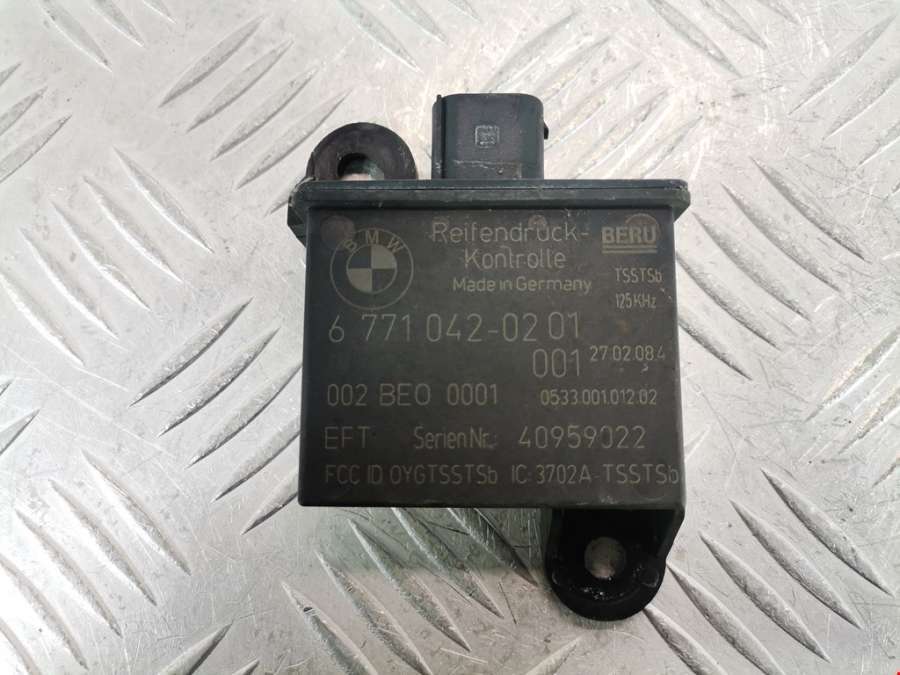 BMW
Reifendruck-
Kontrolle
Made in Germany
BERU
TSSTSb
125KHz
6 771 042-02 01
001 27.02.08.4
002 BE0 0001 0533.001.012.02
EFT Serien Nr.: 40959022
FCC ID OYGTSSTSb IC:3702A-TSSTSb